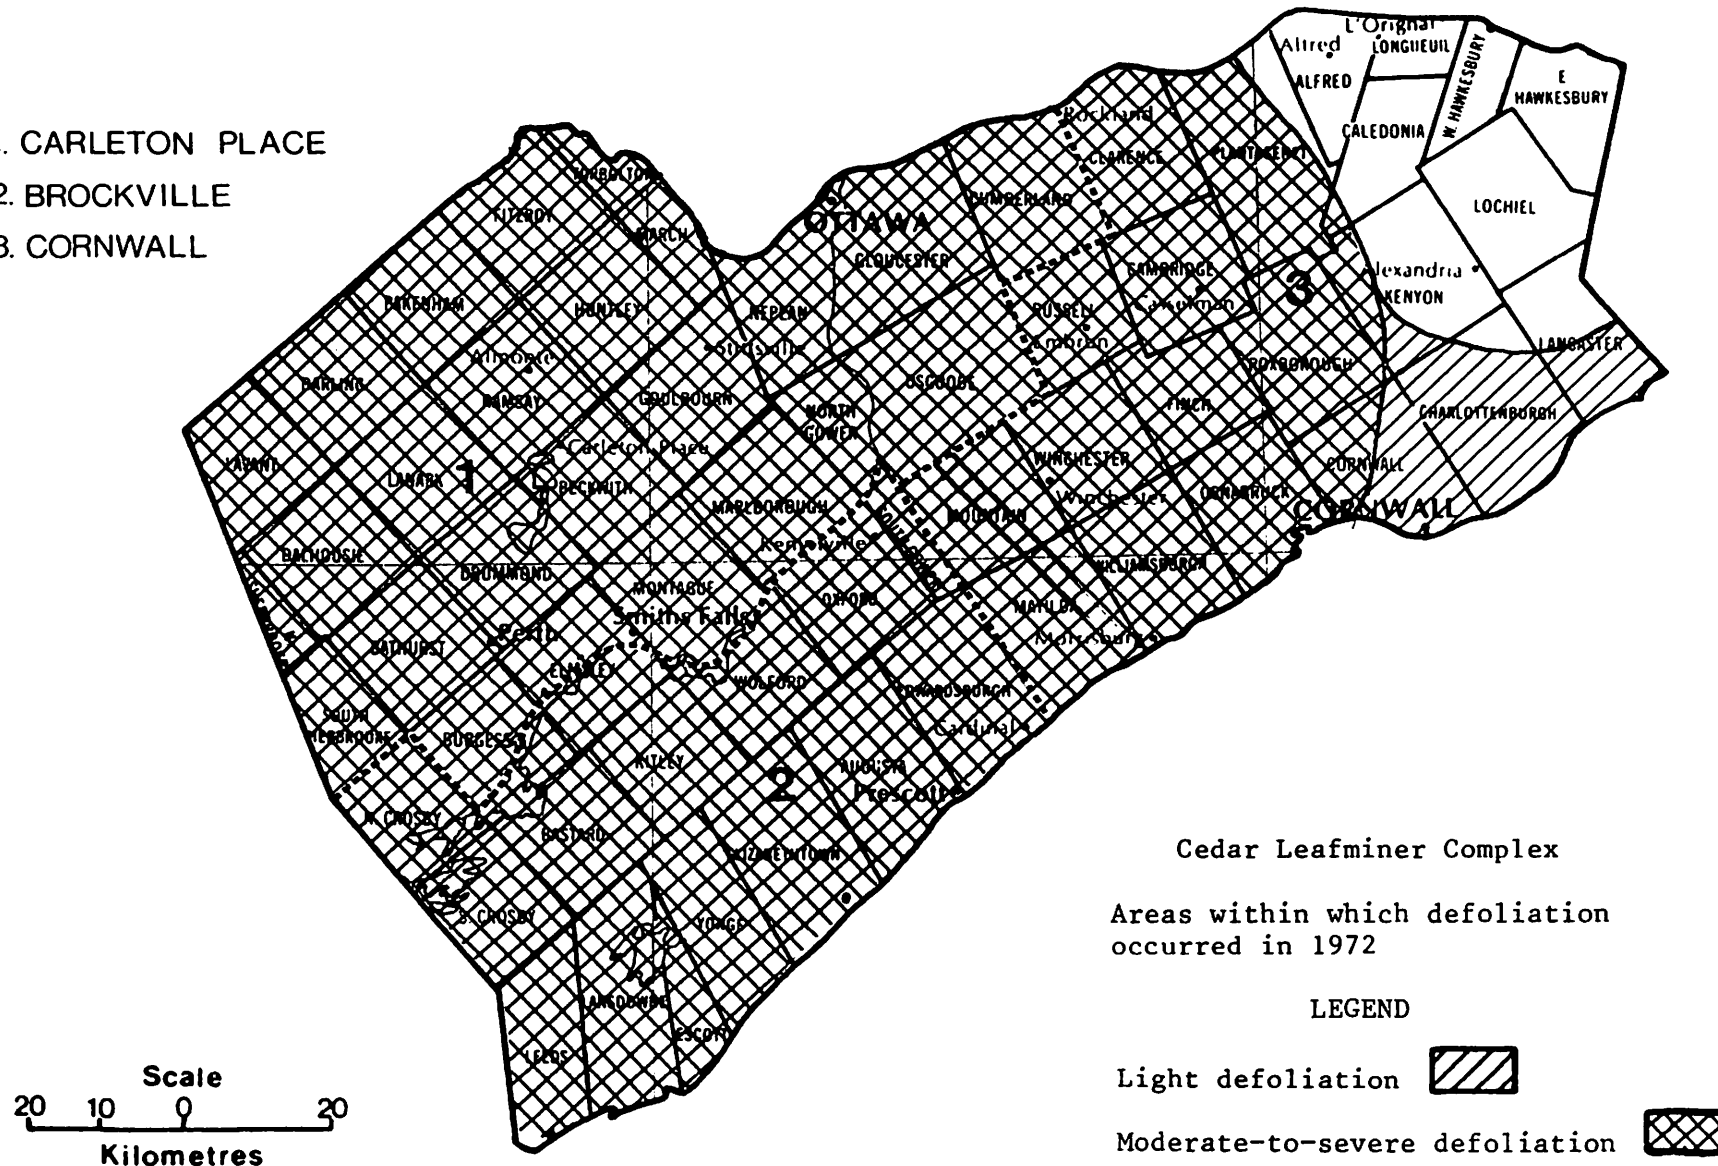 . CARLETON PLACE
2. BROCKVILLE
3. CORNWALL
L'Orignal
Alfred
LONGUEUIL
ALFRED
W. HAWKESBURY
E
HAWKESBURY
CALEDONIA
LOCHIEL
Rockland
CLARENCE
PLANTAGENET
TORBOLTON
FITZROY
MARCH
OTTAWA
CUMBERLAND
GLOUCESTER
CAMBRIDGE
Casselman
3
lexandria
KENYON
PAKENHAM
HUNTLEY
NEPEAN
RUSSELL
Embrun
LANCASTER
Almonte
Stittsville
ROXBOROUGH
DARLING
RAMSAY
GOULBOURN
NORTH
GOWER
OSGOODE
FINCH
CHARLOTTENBURGH
Carleton Place
LAVANT
LANARK
1
BECKWITH
MARLBOROUGH
WINCHESTER
Winchester
CORNWALL
OSNABRUCK
CORNWALL
MOUNTAIN
SOUTH GOWER
Kemptville
DALHOUSIE
DRUMMOND
MONTAGUE
OXFORD
WILLIAMSBURG
MATILDA
Morrisburg
Smiths Falls
Perth
BATHURST
ELMSLEY
WOLFORD
EDWARDSBURGH
Cardinal
SOUTH
SHERBROOKE
BURGESS
KITLEY
2
AUGUSTA
Prescott
N. CROSBY
BASTARD
ELIZABETHTOWN
S. CROSBY
YONGE
LANSDOWNE
ESCOTT
LEEDS
Cedar Leafminer Complex
Areas within which defoliation
occurred in 1972
LEGEND
Light defoliation
Moderate-to-severe defoliation
Scale
20 10 0 20
Kilometres